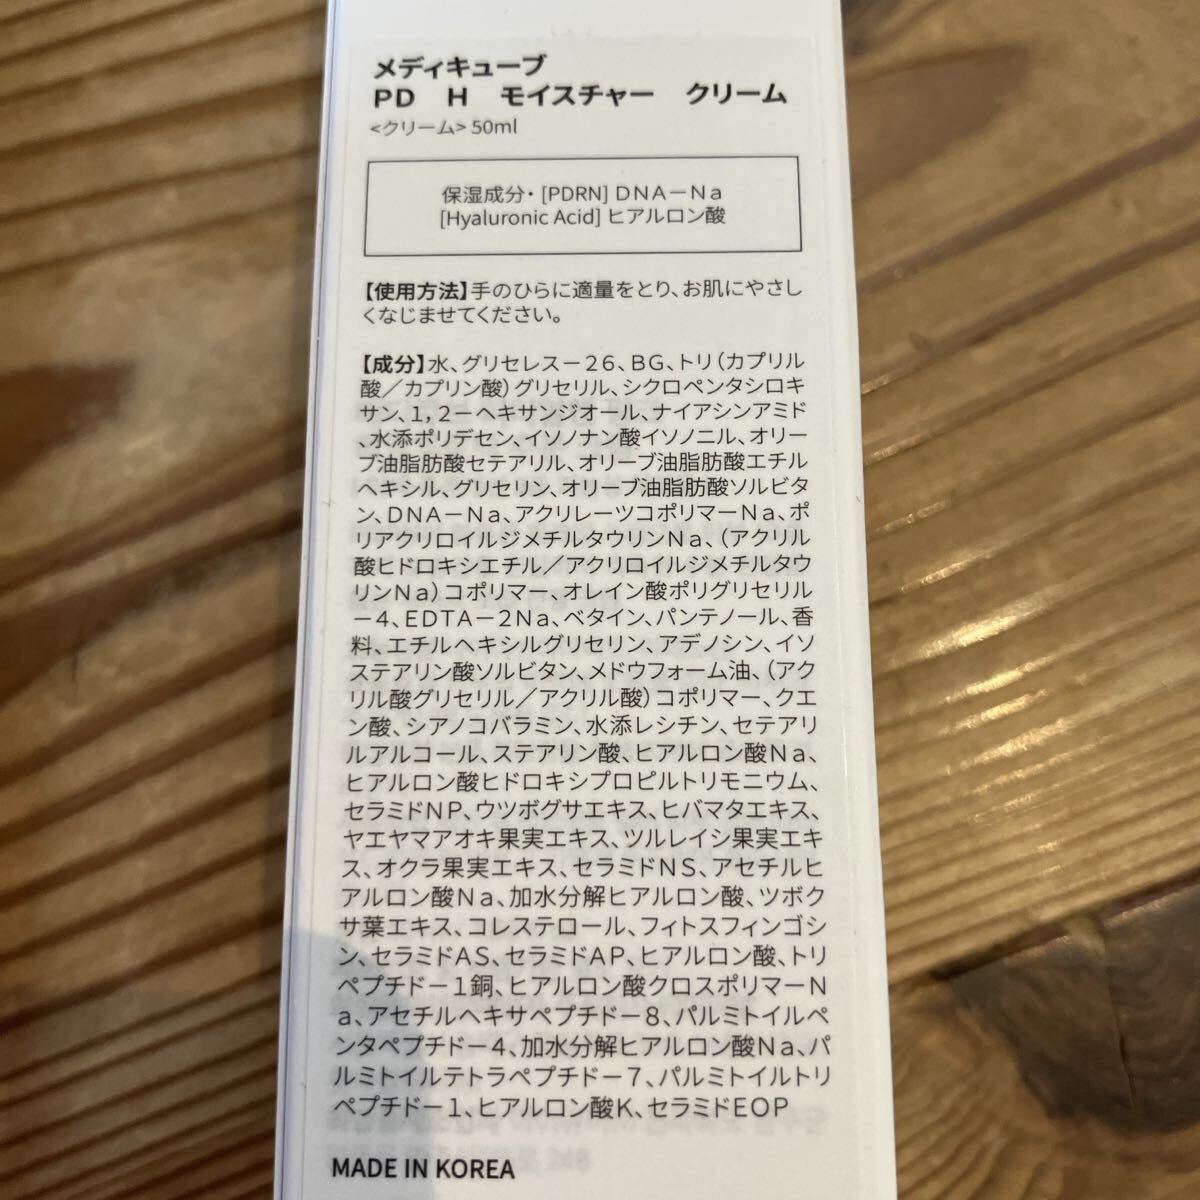 メディキューブ
PD H モイスチャー クリーム
<クリーム> 50ml
保湿成分・[PDRN] DNA－Na
[Hyaluronic Acid] ヒアルロン酸
【使用方法】手のひらに適量をとり、お肌にやさし
くなじませてください。
【成分】水、グリセレスー26、BG、トリ(カプリル
酸／カプリン酸)グリセリル、シクロペンタシロキ
サン、1,2－ヘキサンジオール、ナイアシンアミド
、水添ポリデセン、イソノナン酸イソノニル、オリー
ブ油脂肪酸セテアリル、オリーブ油脂肪酸エチル
ヘキシル、グリセリン、オリーブ油脂肪酸ソルビタ
ン、DNA－Na、アクリレーツコポリマーNa、ポ
リアクリロイルジメチルタウリンNa、(アクリル
酸ヒドロキシエチル／アクリロイルジメチルタウ
リンNa)コポリマー、オレイン酸ポリグリセリル
－4、EDTA－2Na、ベタイン、パンテノール、香
料、エチルヘキシルグリセリン、アデノシン、イソ
ステアリン酸ソルビタン、メドウフォーム油、(アク
リル酸グリセリル／アクリル酸)コポリマー、クエ
ン酸、シアノコバラミン、水添レシチン、セテアリ
ルアルコール、ステアリン酸、ヒアルロン酸Na、
ヒアルロン酸ヒドロキシプロピルトリモニウム、
セラミドNP、ウツボグサエキス、ヒバマタエキス、
ヤエヤマアオキ果実エキス、ツルレイシ果実エキ
ス、オクラ果実エキス、セラミドNS、アセチルヒ
アルロン酸Na、加水分解ヒアルロン酸、ツボク
サ葉エキス、コレステロール、フィトスフィンゴシ
ン、セラミドAS、セラミドAP、ヒアルロン酸、トリ
ペプチドー1銅、ヒアルロン酸クロスポリマーN
a、アセチルヘキサペプチドー8、パルミトイルペ
ンタペプチドー4、加水分解ヒアルロン酸Na、パ
ルミトイルテトラペプチドー7、パルミトイルトリ
ペプチドー1、ヒアルロン酸K、セラミドEOP
MADE IN KOREA